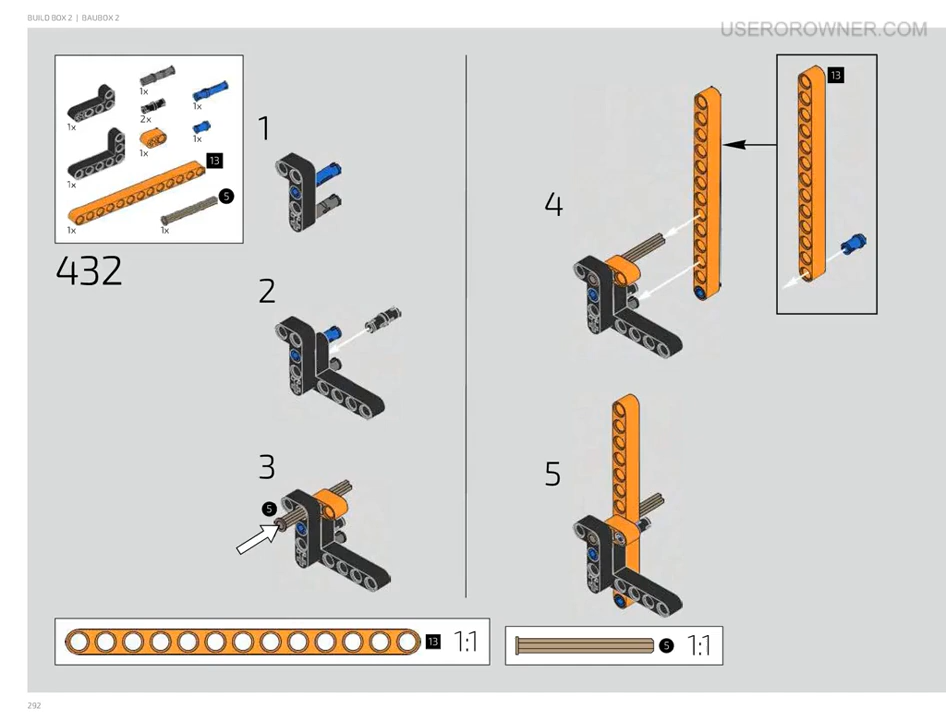 BUILD BOX 2 | BAUBOX 2
USEROROWNER.COM
1x
2x
1x
1x
1x
1x
1x
13
1x
5
1x
432
1
2
3
5
4
13
5
13 1:1
5 1:1
292